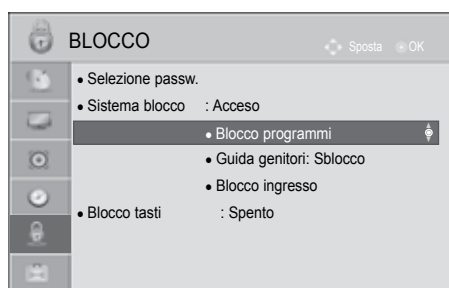 BLOCCO
Sposta OK
• Selezione passw.
• Sistema blocco : Acceso
• Blocco programmi
• Guida genitori: Sblocco
• Blocco ingresso
• Blocco tasti : Spento